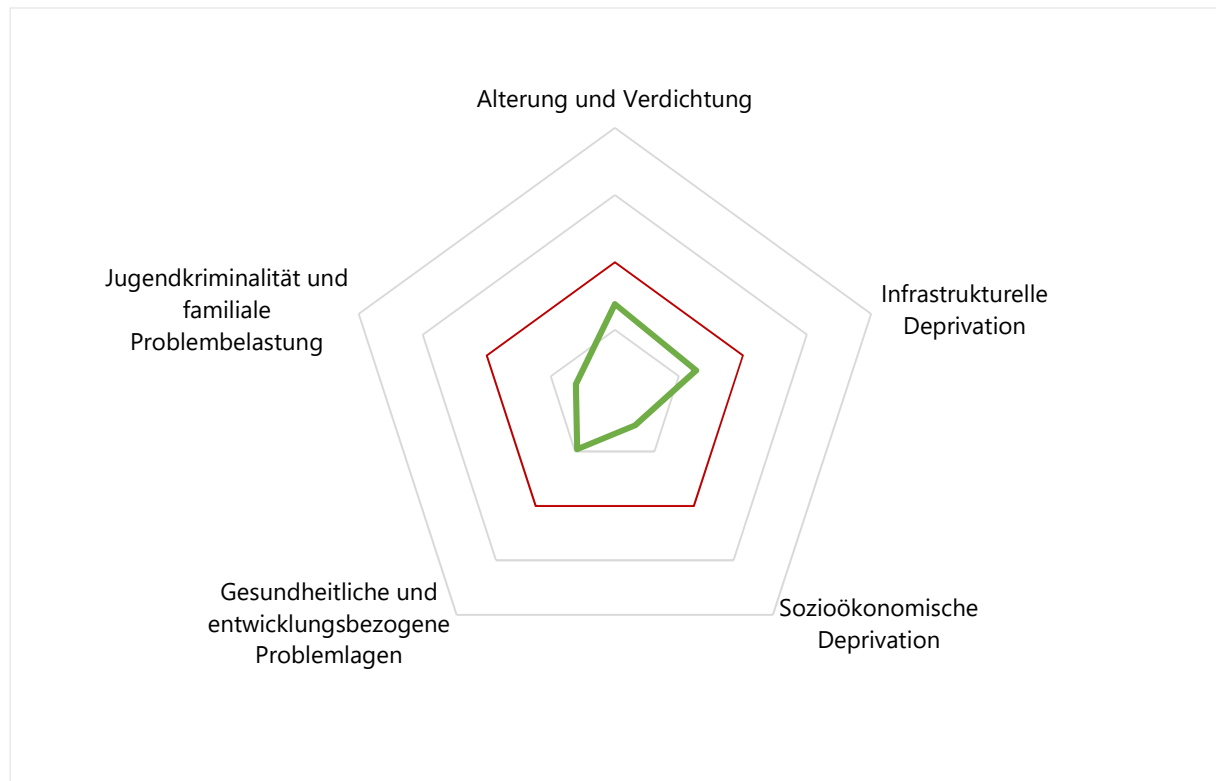 Alterung und Verdichtung
Jugendkriminalität und
familiale
Problembelastung
Infrastrukturelle
Deprivation
Gesundheitliche und
entwicklungsbezogene
Problemlagen
Sozioökonomische
Deprivation